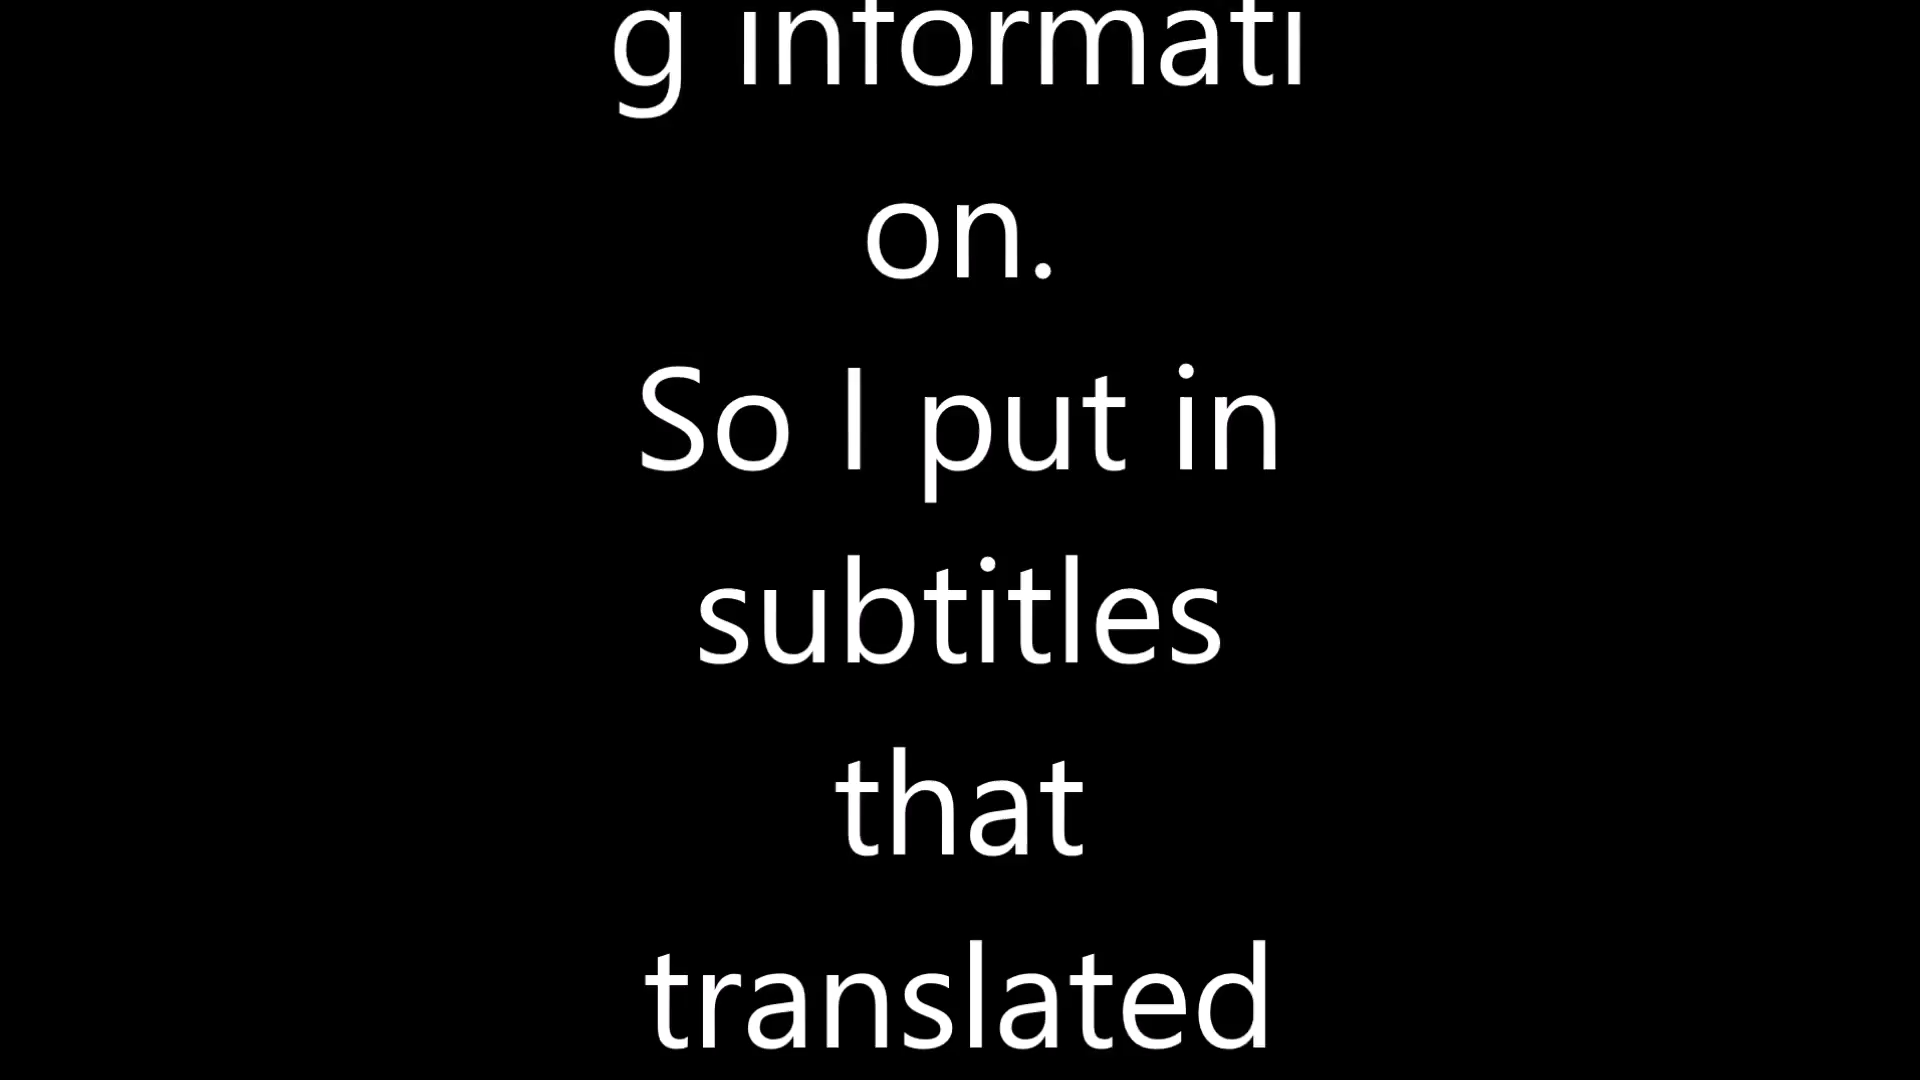 g informati
on.
So I put in
subtitles
that
translated